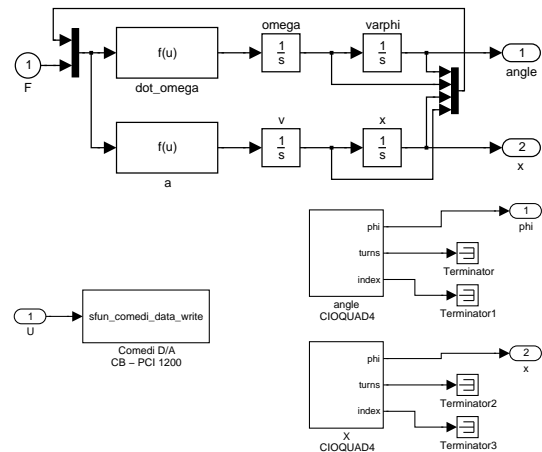 omega
varphi
1
F
f(u)
dot_omega
1
s
1
s
1
angle
f(u)
a
v
x
1
s
1
s
2
x
phi
turns
index
angle
CIOQUAD4
1
phi
Terminator
Terminator1
1
U
sfun_comedi_data_write
Comedi D/A
CB – PCI 1200
phi
turns
index
X
CIOQUAD4
2
x
Terminator2
Terminator3